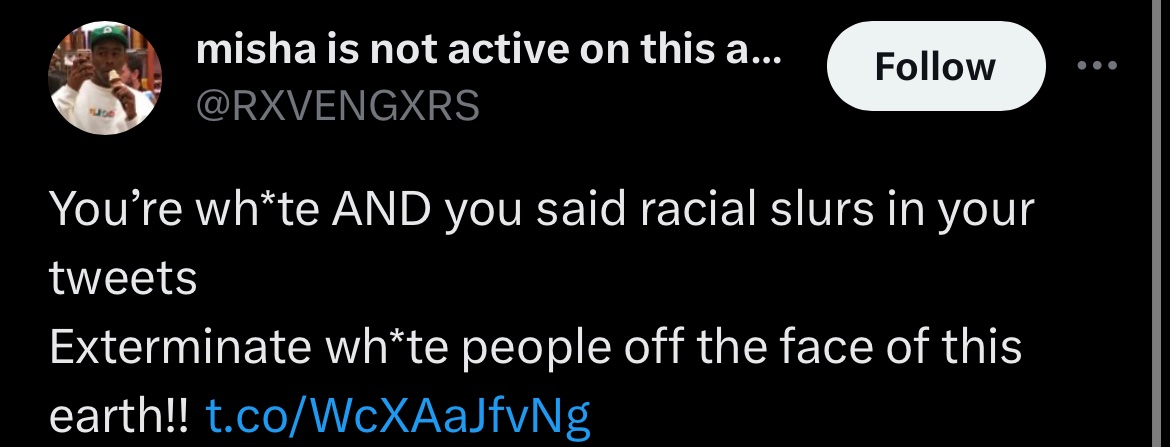 misha is not active on this a...
@RXVENGXRS
Follow
You’re wh*te AND you said racial slurs in your
tweets
Exterminate wh*te people off the face of this
earth!! t.co/WcXAaJfvNg